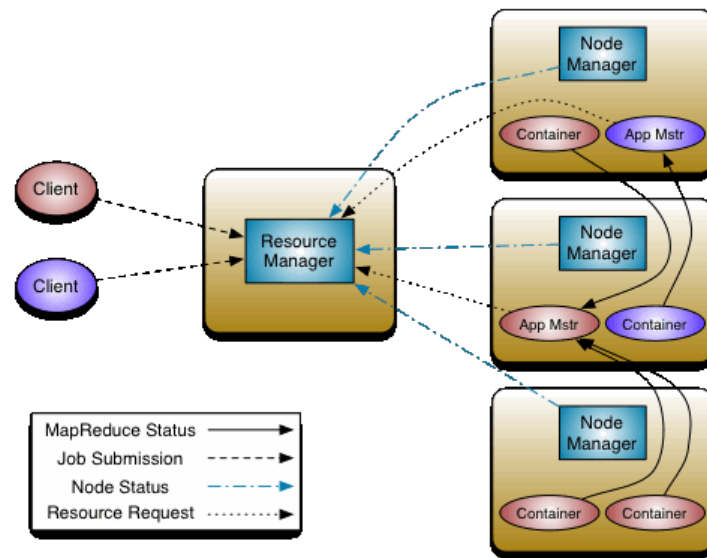 Node
Manager
Container
App Mstr
Client
Client
Resource
Manager
Node
Manager
App Mstr
Container
Node
Manager
Container
Container
MapReduce Status
Job Submission
Node Status
Resource Request